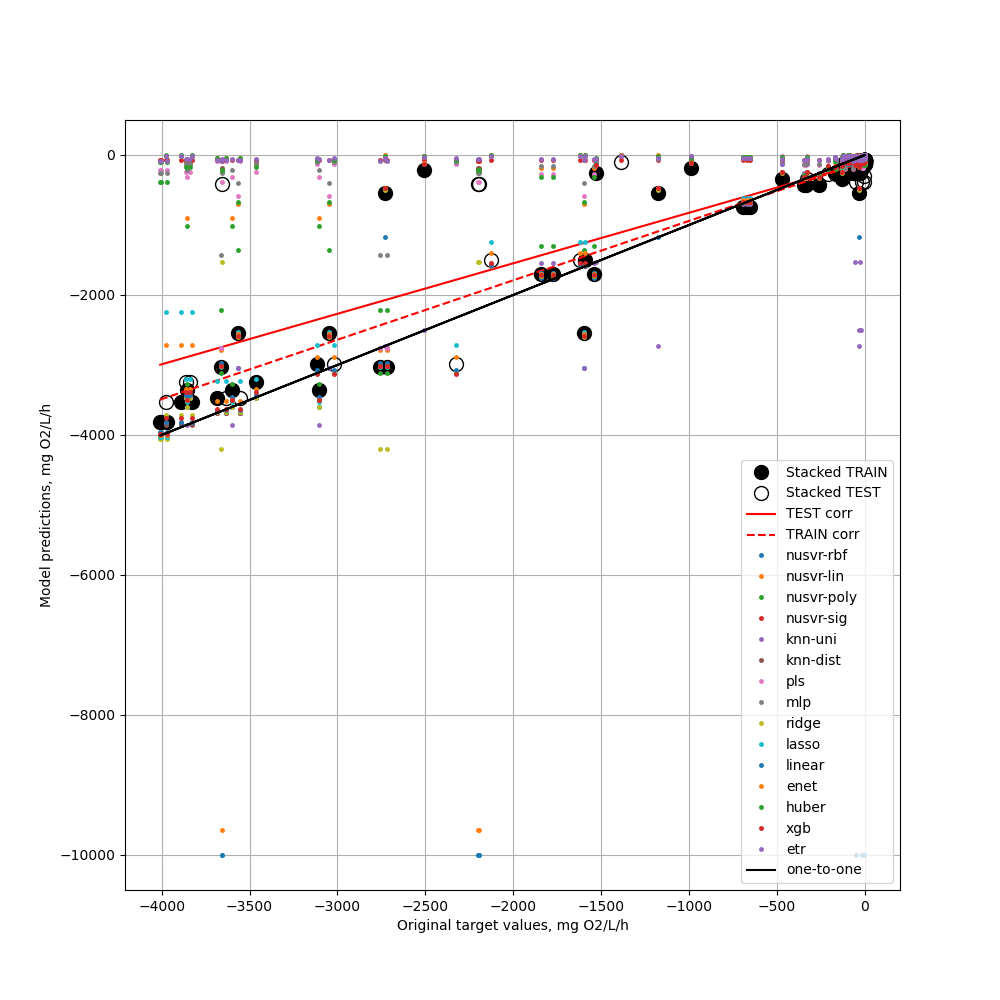 0
−2000
−4000
−6000
−8000
−10000
Model predictions, mg O2/L/h
Stacked TRAIN
Stacked TEST
TEST corr
TRAIN corr
nusvr-rbf
nusvr-lin
nusvr-poly
nusvr-sig
knn-uni
knn-dist
pls
mlp
ridge
lasso
linear
enet
huber
xgb
etr
one-to-one
−4000 −3500 −3000 −2500 −2000 −1500 −1000 −500 0
Original target values, mg O2/L/h